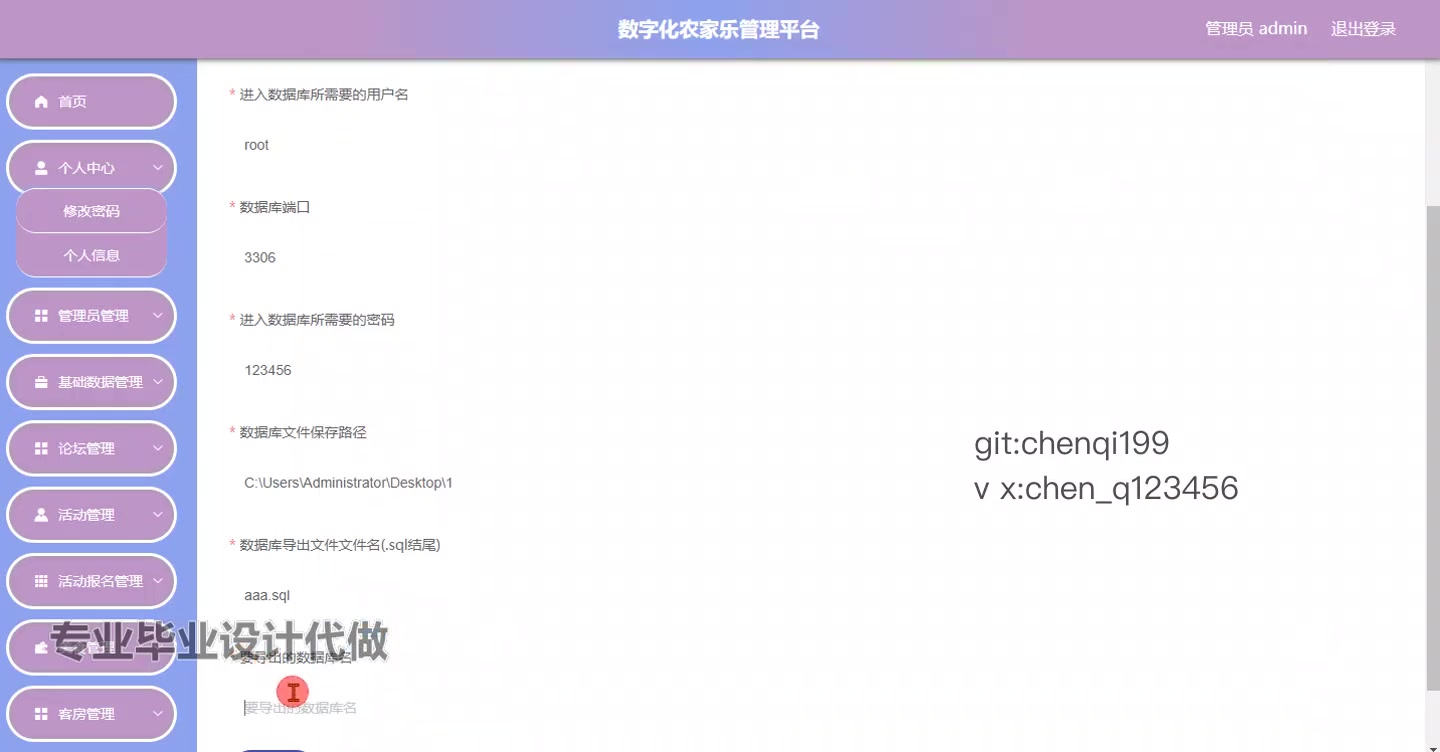 数字化农家乐管理平台
管理员 admin
退出登录
首页
个人中心
修改密码
个人信息
管理员管理
基础数据管理
论坛管理
活动管理
活动报名管理
客房管理
* 进入数据库所需要的用户名
root
* 数据库端口
3306
* 进入数据库所需要的密码
123456
* 数据库文件保存路径
C:\Users\Administrator\Desktop\1
* 数据库导出文件文件名(.sql结尾)
aaa.sql
要导出的数据库名
要导出的数据库名
git:chenqi199
v x:chen_q123456
专业毕业设计代做